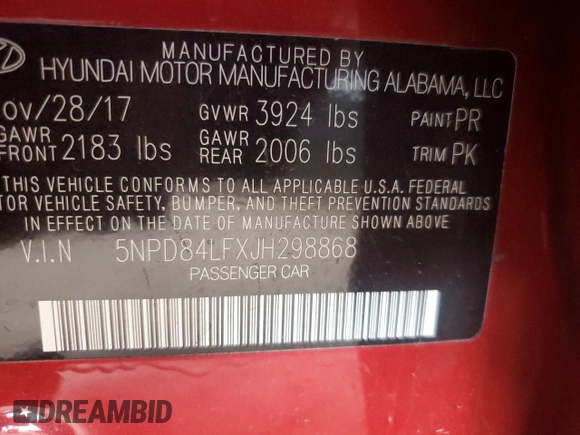 MANUFACTURED BY
HYUNDAI MOTOR MANUFACTURING ALABAMA, LLC
ov/28/17 GVWR 3924 lbs PAINT PR
GAWR FRONT 2183 lbs GAWR REAR 2006 lbs TRIM PK
THIS VEHICLE CONFORMS TO ALL APPLICABLE U.S.A. FEDERAL
OR VEHICLE SAFETY, BUMPER, AND THEFT PREVENTION STANDARDS
IN EFFECT ON THE DATE OF MANUFACTURE SHOWN ABOVE
V.I.N 5NPD84LFXJH298868
PASSENGER CAR
DREAMBID